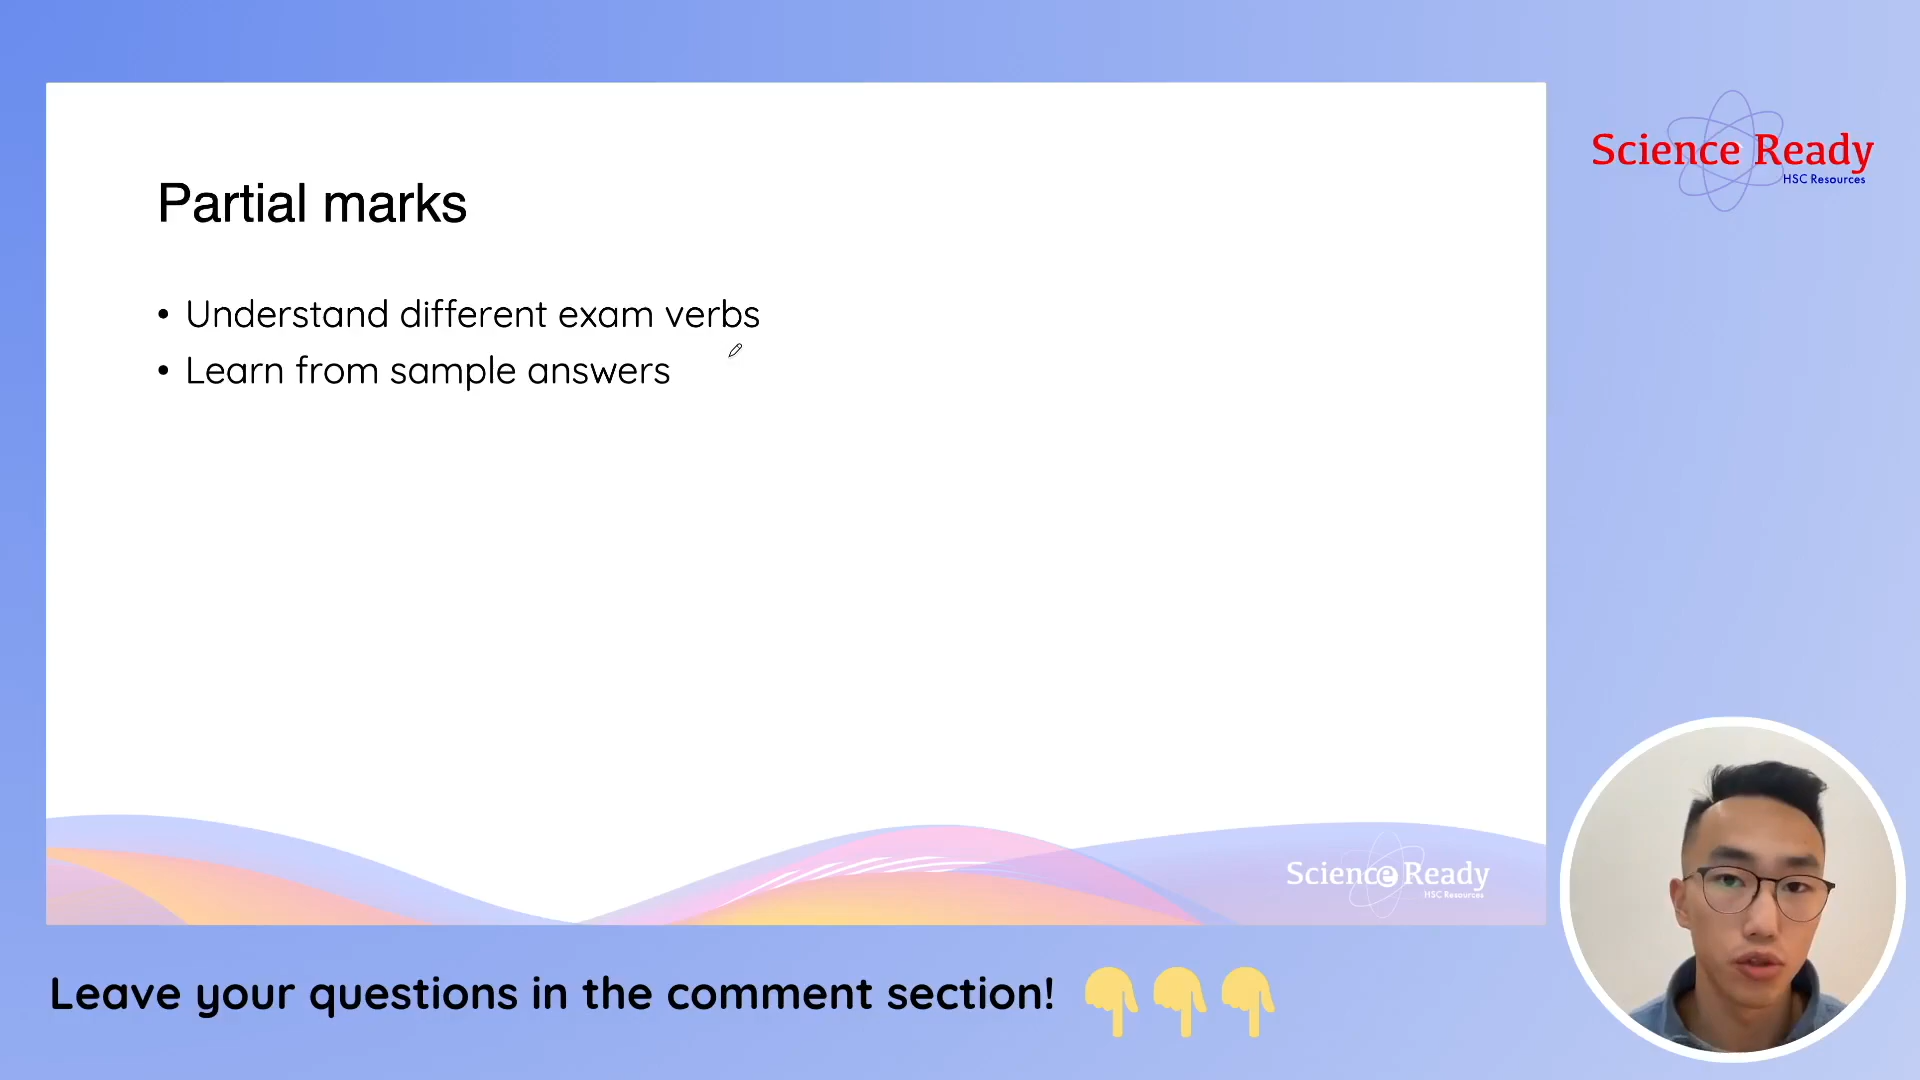 Science Ready
HSC Resources
Partial marks
• Understand different exam verbs
• Learn from sample answers
Science Ready
HSC Resources
Leave your questions in the comment section!